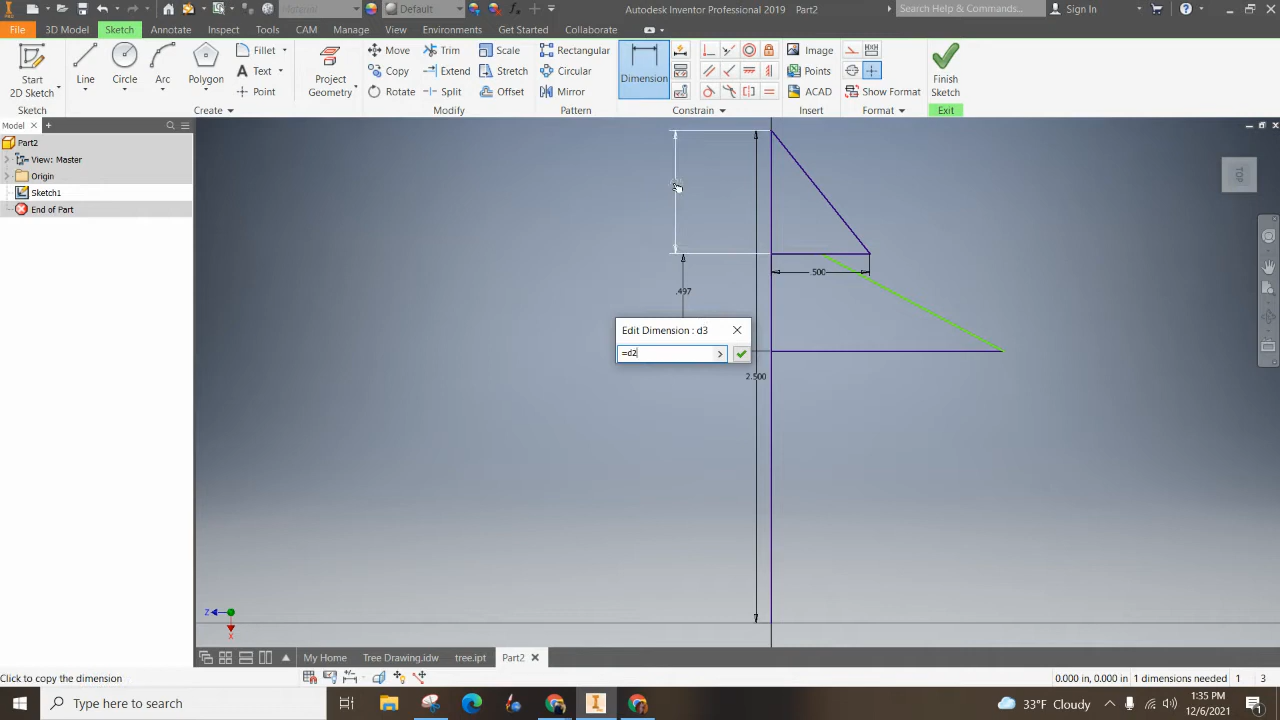 Hotspot
Default
Autodesk Inventor Professional 2019 Part2
Search Help & Commands...
Sign In
File
3D Model
Sketch
Annotate
Inspect
Tools
CAM
Manage
View
Environments
Get Started
Collaborate
Start
2D Sketch
Line
Circle
Arc
Polygon
Fillet
Text
Point
Project
Geometry
Move
Copy
Rotate
Trim
Extend
Split
Scale
Stretch
Offset
Rectangular
Circular
Mirror
Dimension
Image
Points
ACAD
Show Format
Finish
Sketch
Sketch
Create
Modify
Pattern
Constrain
Insert
Format
Exit
Model
Part2
View: Master
Origin
Sketch1
End of Part
TOP
.500
.497
Edit Dimension : d3
=d2
2.500
Z
X
My Home
Tree Drawing.idw
tree.ipt
Part2
Click to copy the dimension
0.000 in, 0.000 in
1 dimensions needed
1
3
Type here to search
33°F Cloudy
1:35 PM
12/6/2021